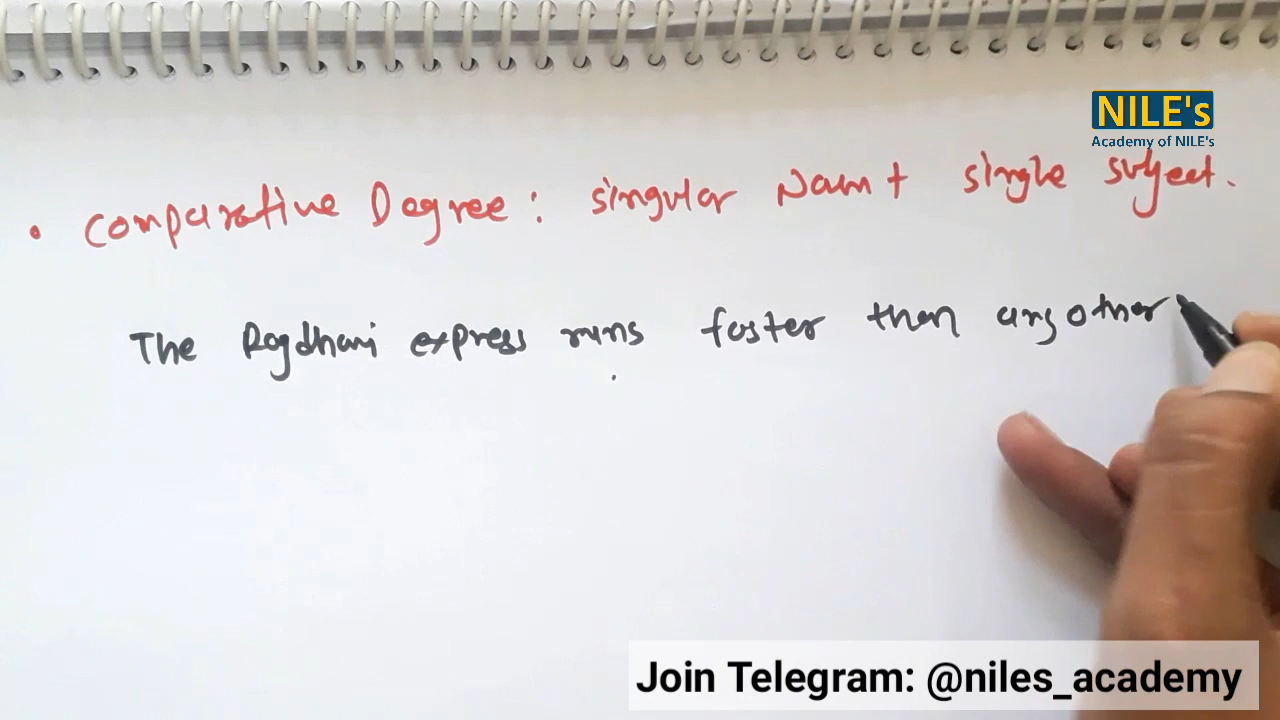 NILE's
Academy of NILE's
• Comparative Degree: singular Noun + single subject.
The Rajdhani express runs faster than any other
Join Telegram: @niles_academy